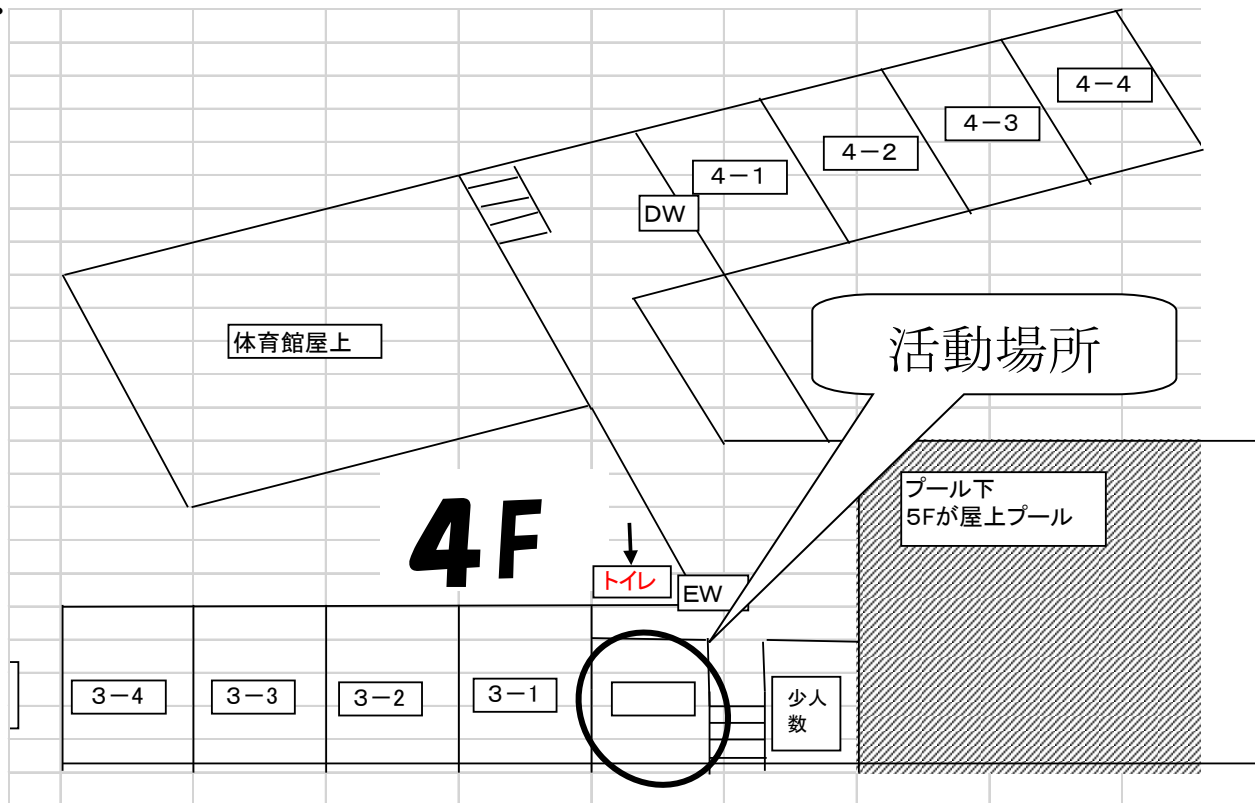 4－4
4－3
4－2
4－1
DW
体育館屋上
活動場所
プール下
5Fが屋上プール
4F
トイレ
EW
3－4
3－3
3－2
3－1
少人
数